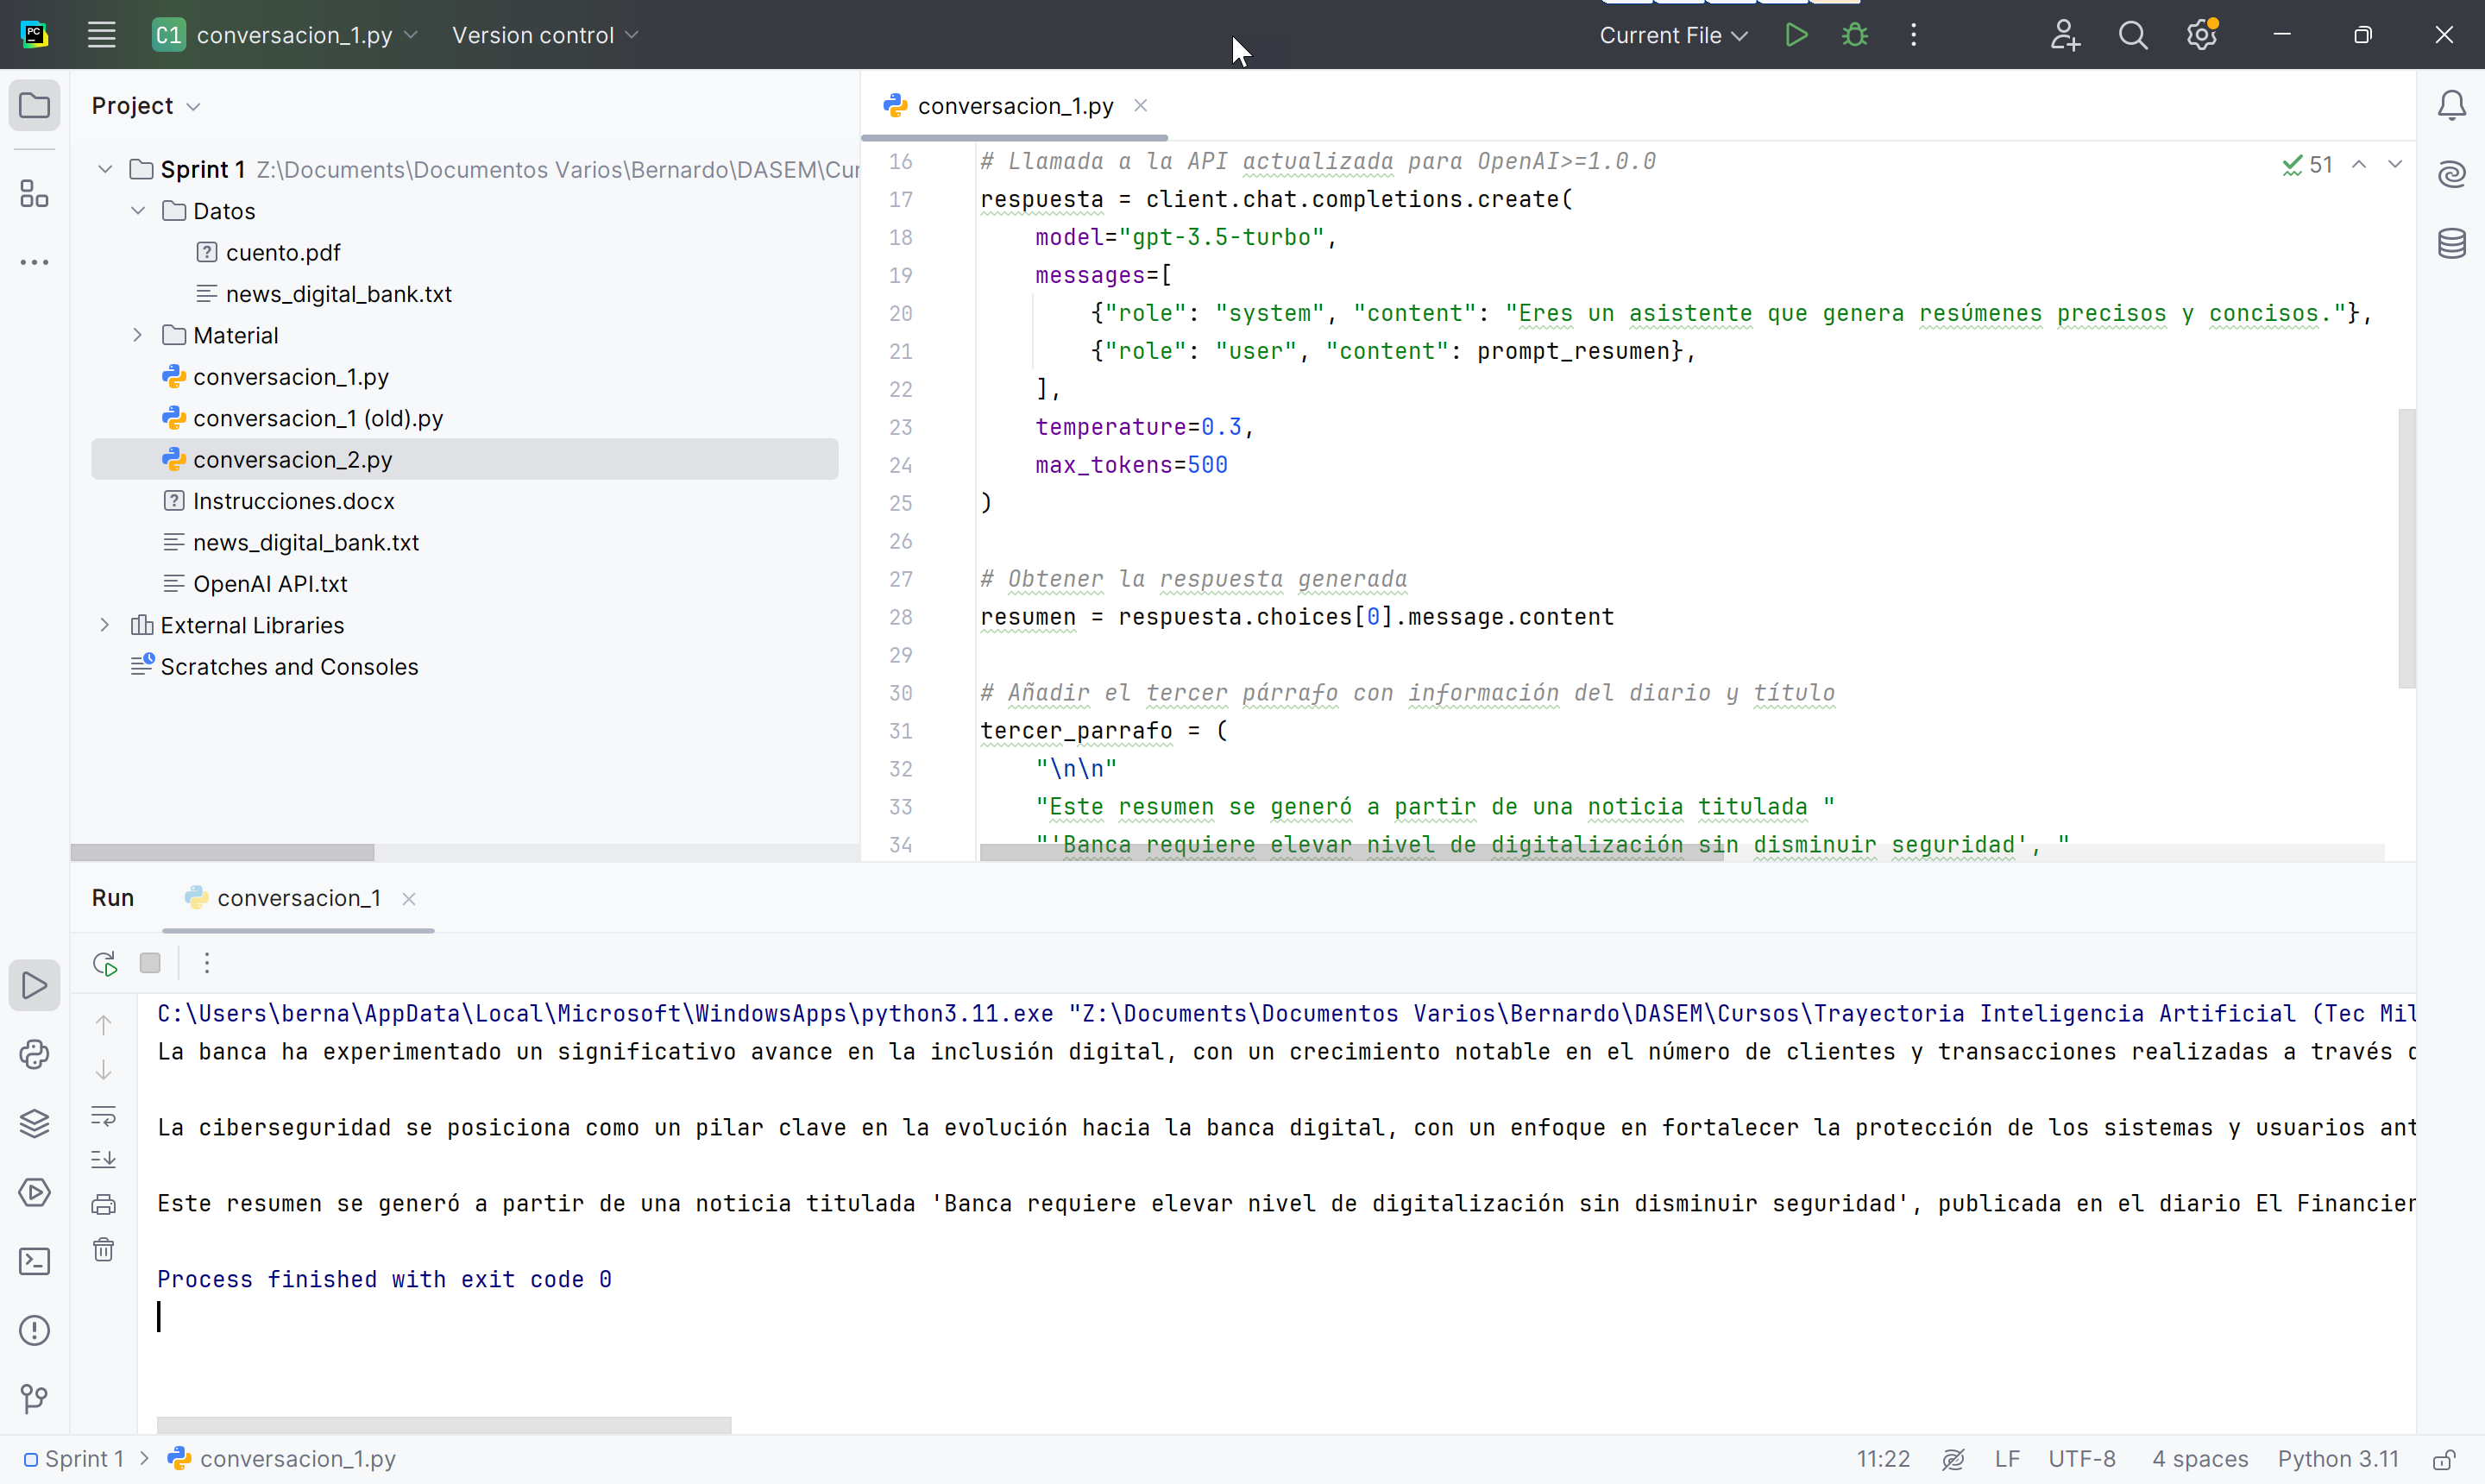 PC
C1 conversacion_1.py Version control Current File
Project
Sprint 1 Z:\Documents\Documentos Varios\Bernardo\DASEM\Cur
Datos
cuento.pdf
news_digital_bank.txt
Material
conversacion_1.py
conversacion_1 (old).py
conversacion_2.py
Instrucciones.docx
news_digital_bank.txt
OpenAI API.txt
External Libraries
Scratches and Consoles
conversacion_1.py
51
16 # Llamada a la API actualizada para OpenAI>=1.0.0
17 respuesta = client.chat.completions.create(
18 model="gpt-3.5-turbo",
19 messages=[
20 {"role": "system", "content": "Eres un asistente que genera resúmenes precisos y concisos."},
21 {"role": "user", "content": prompt_resumen},
22 ],
23 temperature=0.3,
24 max_tokens=500
25 )
26
27 # Obtener la respuesta generada
28 resumen = respuesta.choices[0].message.content
29
30 # Añadir el tercer párrafo con información del diario y título
31 tercer_parrafo = (
32 "\n\n"
33 "Este resumen se generó a partir de una noticia titulada "
34 "'Banca requiere elevar nivel de digitalización sin disminuir seguridad', "
Run conversacion_1
C:\Users\berna\AppData\Local\Microsoft\WindowsApps\python3.11.exe "Z:\Documents\Documentos Varios\Bernardo\DASEM\Cursos\Trayectoria Inteligencia Artificial (Tec Mil
La banca ha experimentado un significativo avance en la inclusión digital, con un crecimiento notable en el número de clientes y transacciones realizadas a través
La ciberseguridad se posiciona como un pilar clave en la evolución hacia la banca digital, con un enfoque en fortalecer la protección de los sistemas y usuarios ant
Este resumen se generó a partir de una noticia titulada 'Banca requiere elevar nivel de digitalización sin disminuir seguridad', publicada en el diario El Financier
Process finished with exit code 0
Sprint 1 > conversacion_1.py 11:22 LF UTF-8 4 spaces Python 3.11